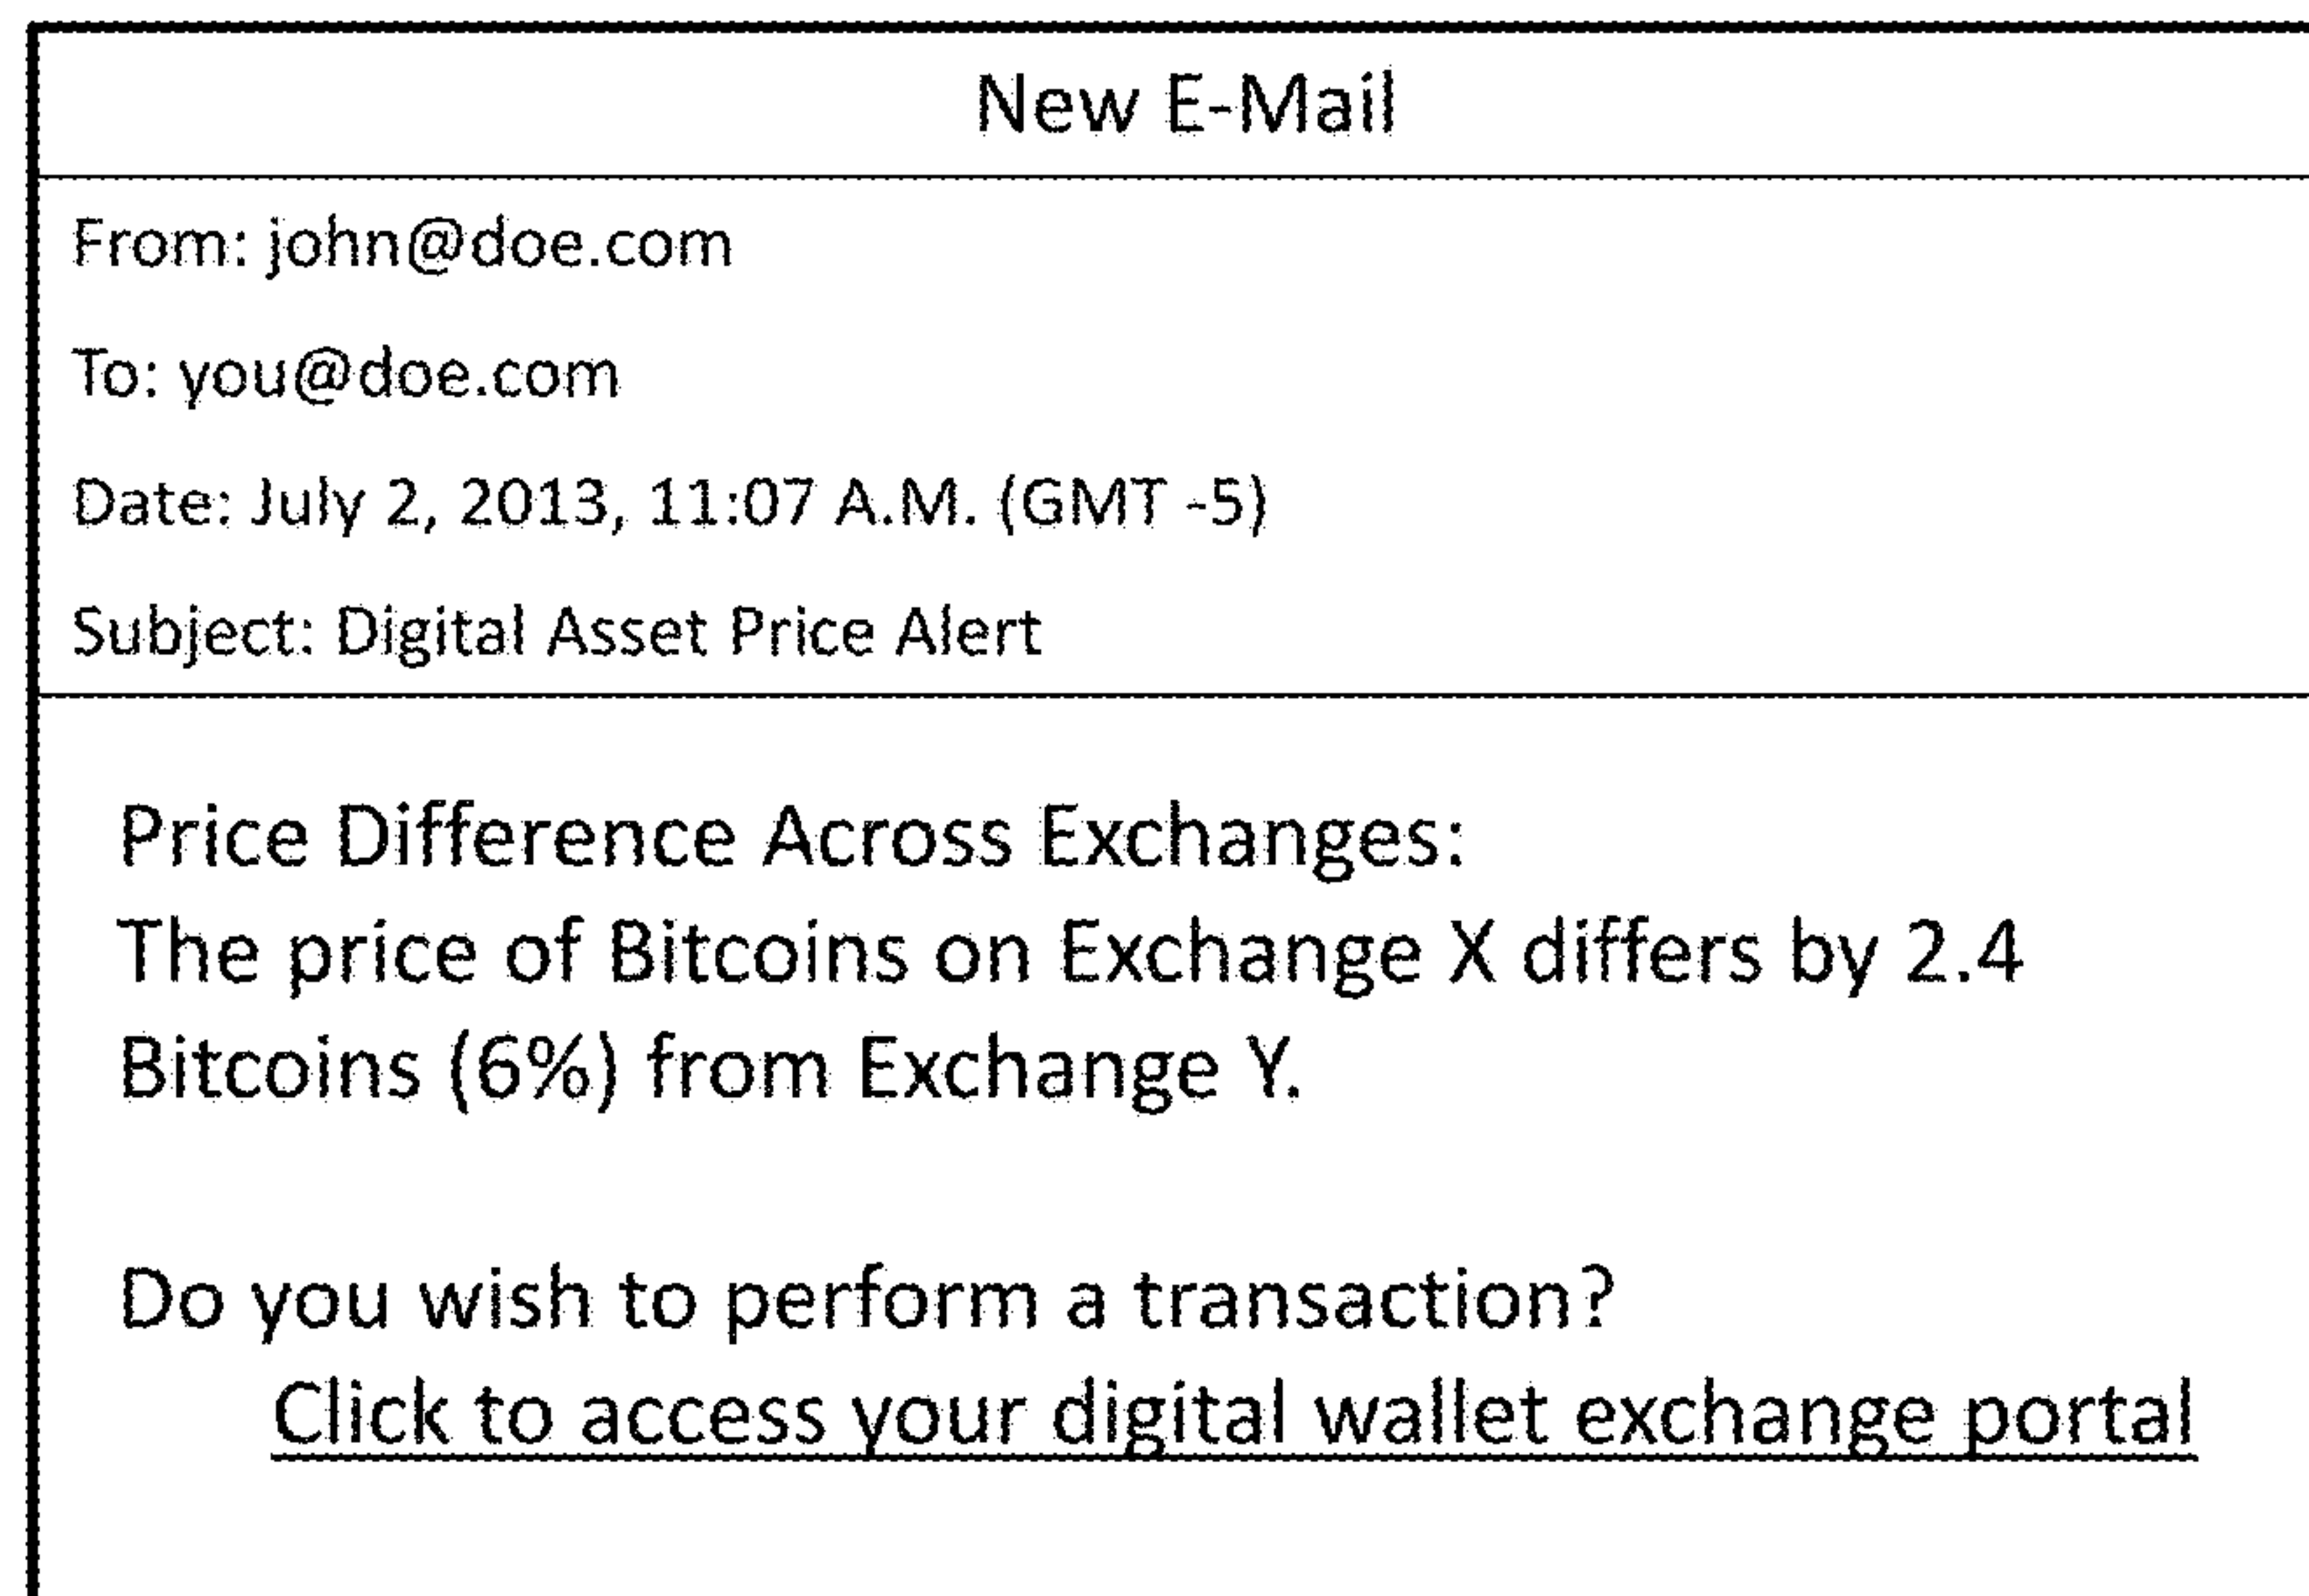 New E-Mail
From: john@doe.com
To: you@doe.com
Date: July 2, 2013, 11:07 A.M. (GMT -5)
Subject: Digital Asset Price Alert
Price Difference Across Exchanges:
The price of Bitcoins on Exchange X differs by 2.4
Bitcoins (6%) from Exchange Y.
Do you wish to perform a transaction?
Click to access your digital wallet exchange portal